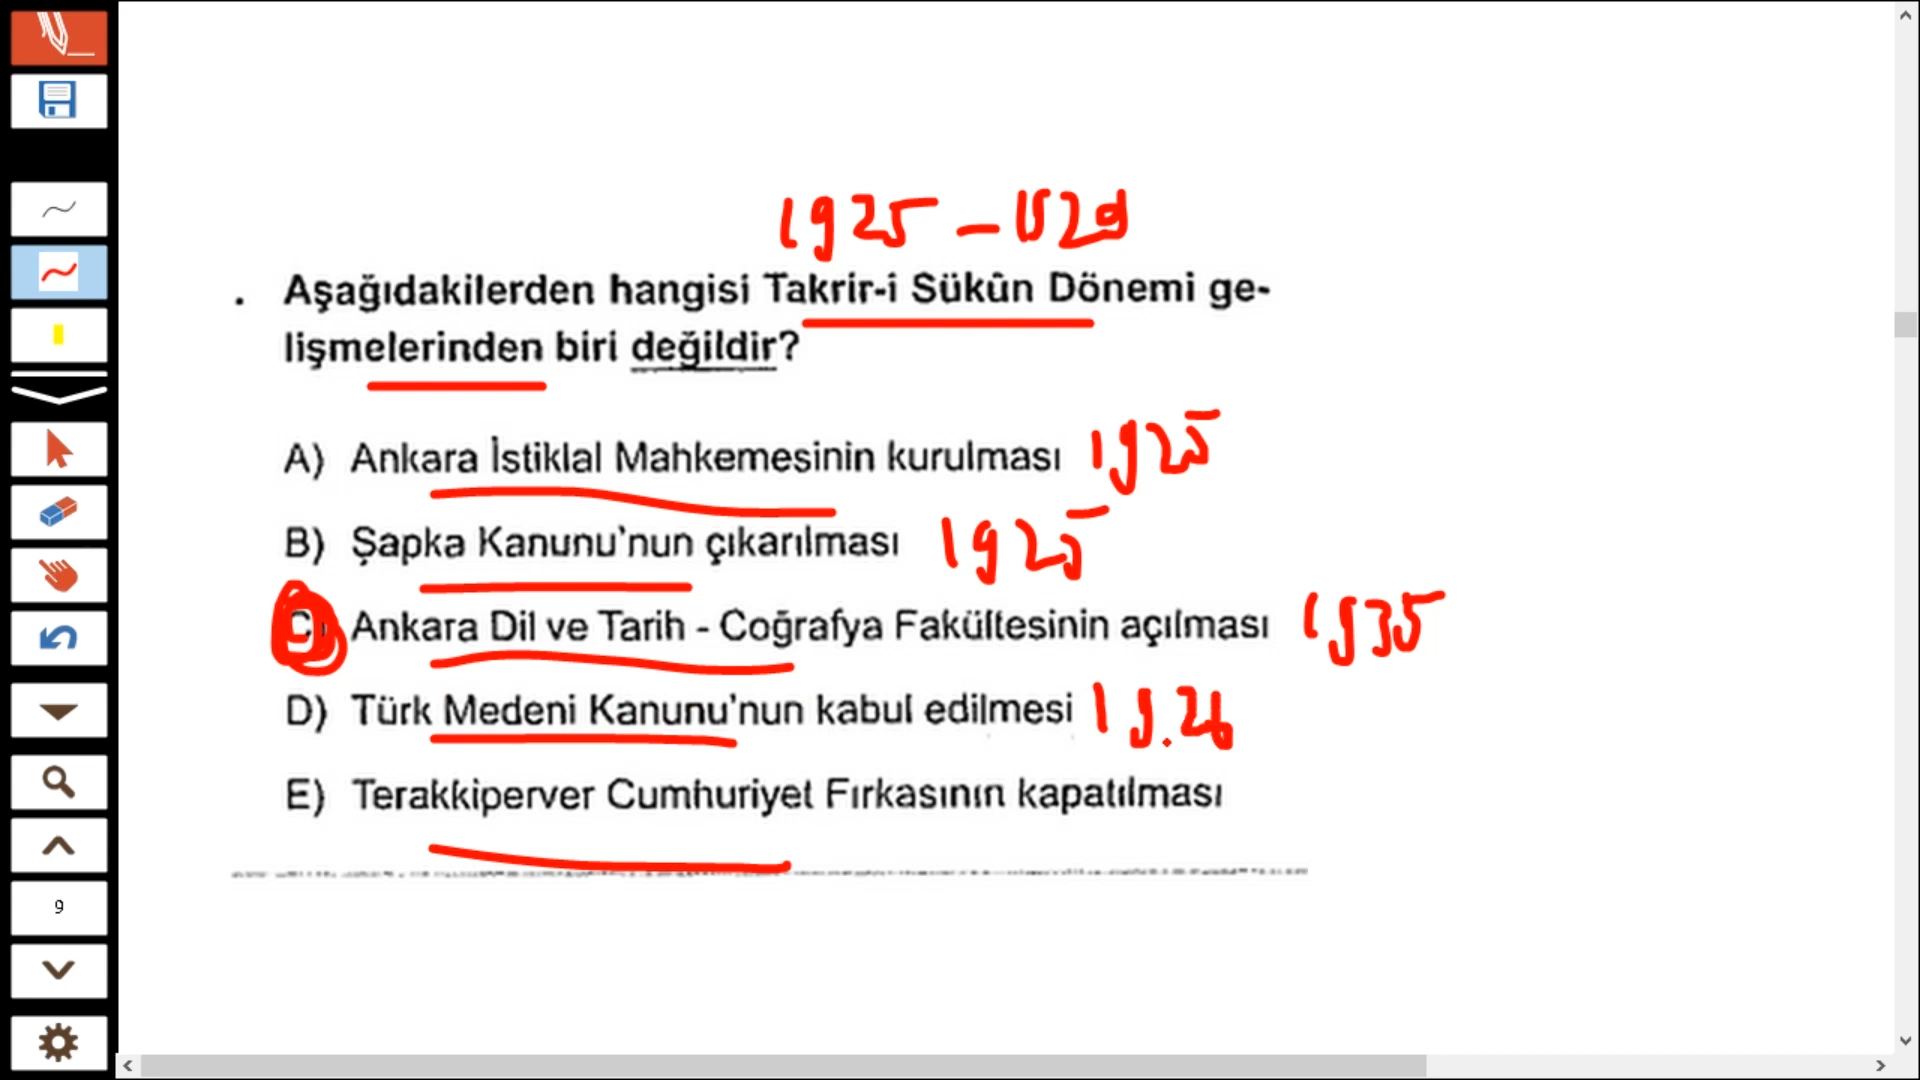 1925 - 1929
. Aşağıdakilerden hangisi Takrir-i Sükûn Dönemi ge-
lişmelerinden biri değildir?
A) Ankara İstiklal Mahkemesinin kurulması 1925
B) Şapka Kanunu'nun çıkarılması 1925
C) Ankara Dil ve Tarih - Coğrafya Fakültesinin açılması 1935
D) Türk Medeni Kanunu'nun kabul edilmesi 1926
E) Terakkiperver Cumhuriyet Fırkasının kapatılması
9